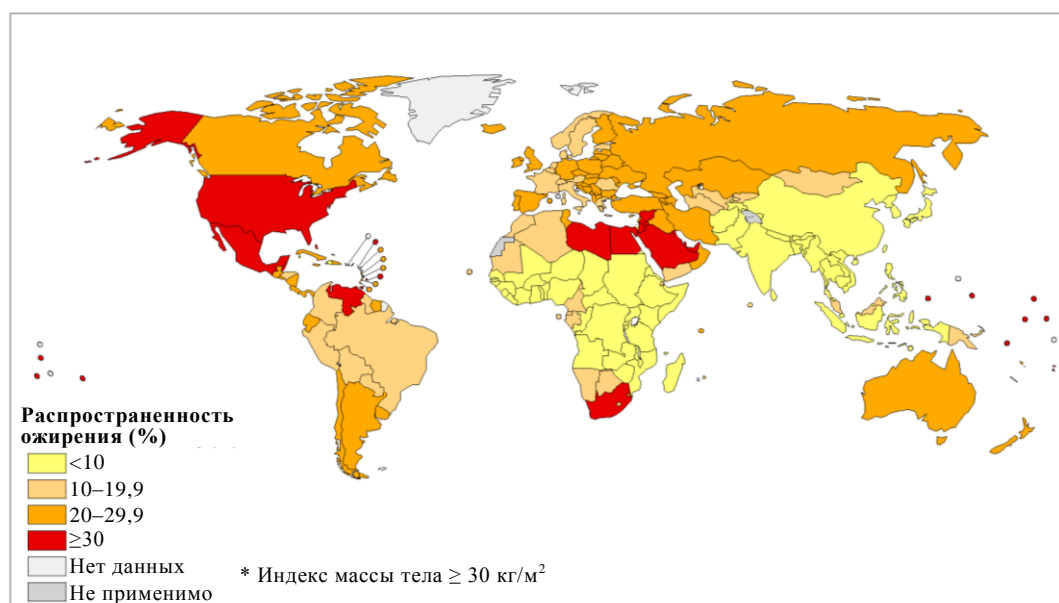 Распространенность
ожирения (%)
<10
10–19,9
20–29,9
≥30
Нет данных
Не применимо
* Индекс массы тела ≥ 30 кг/м²